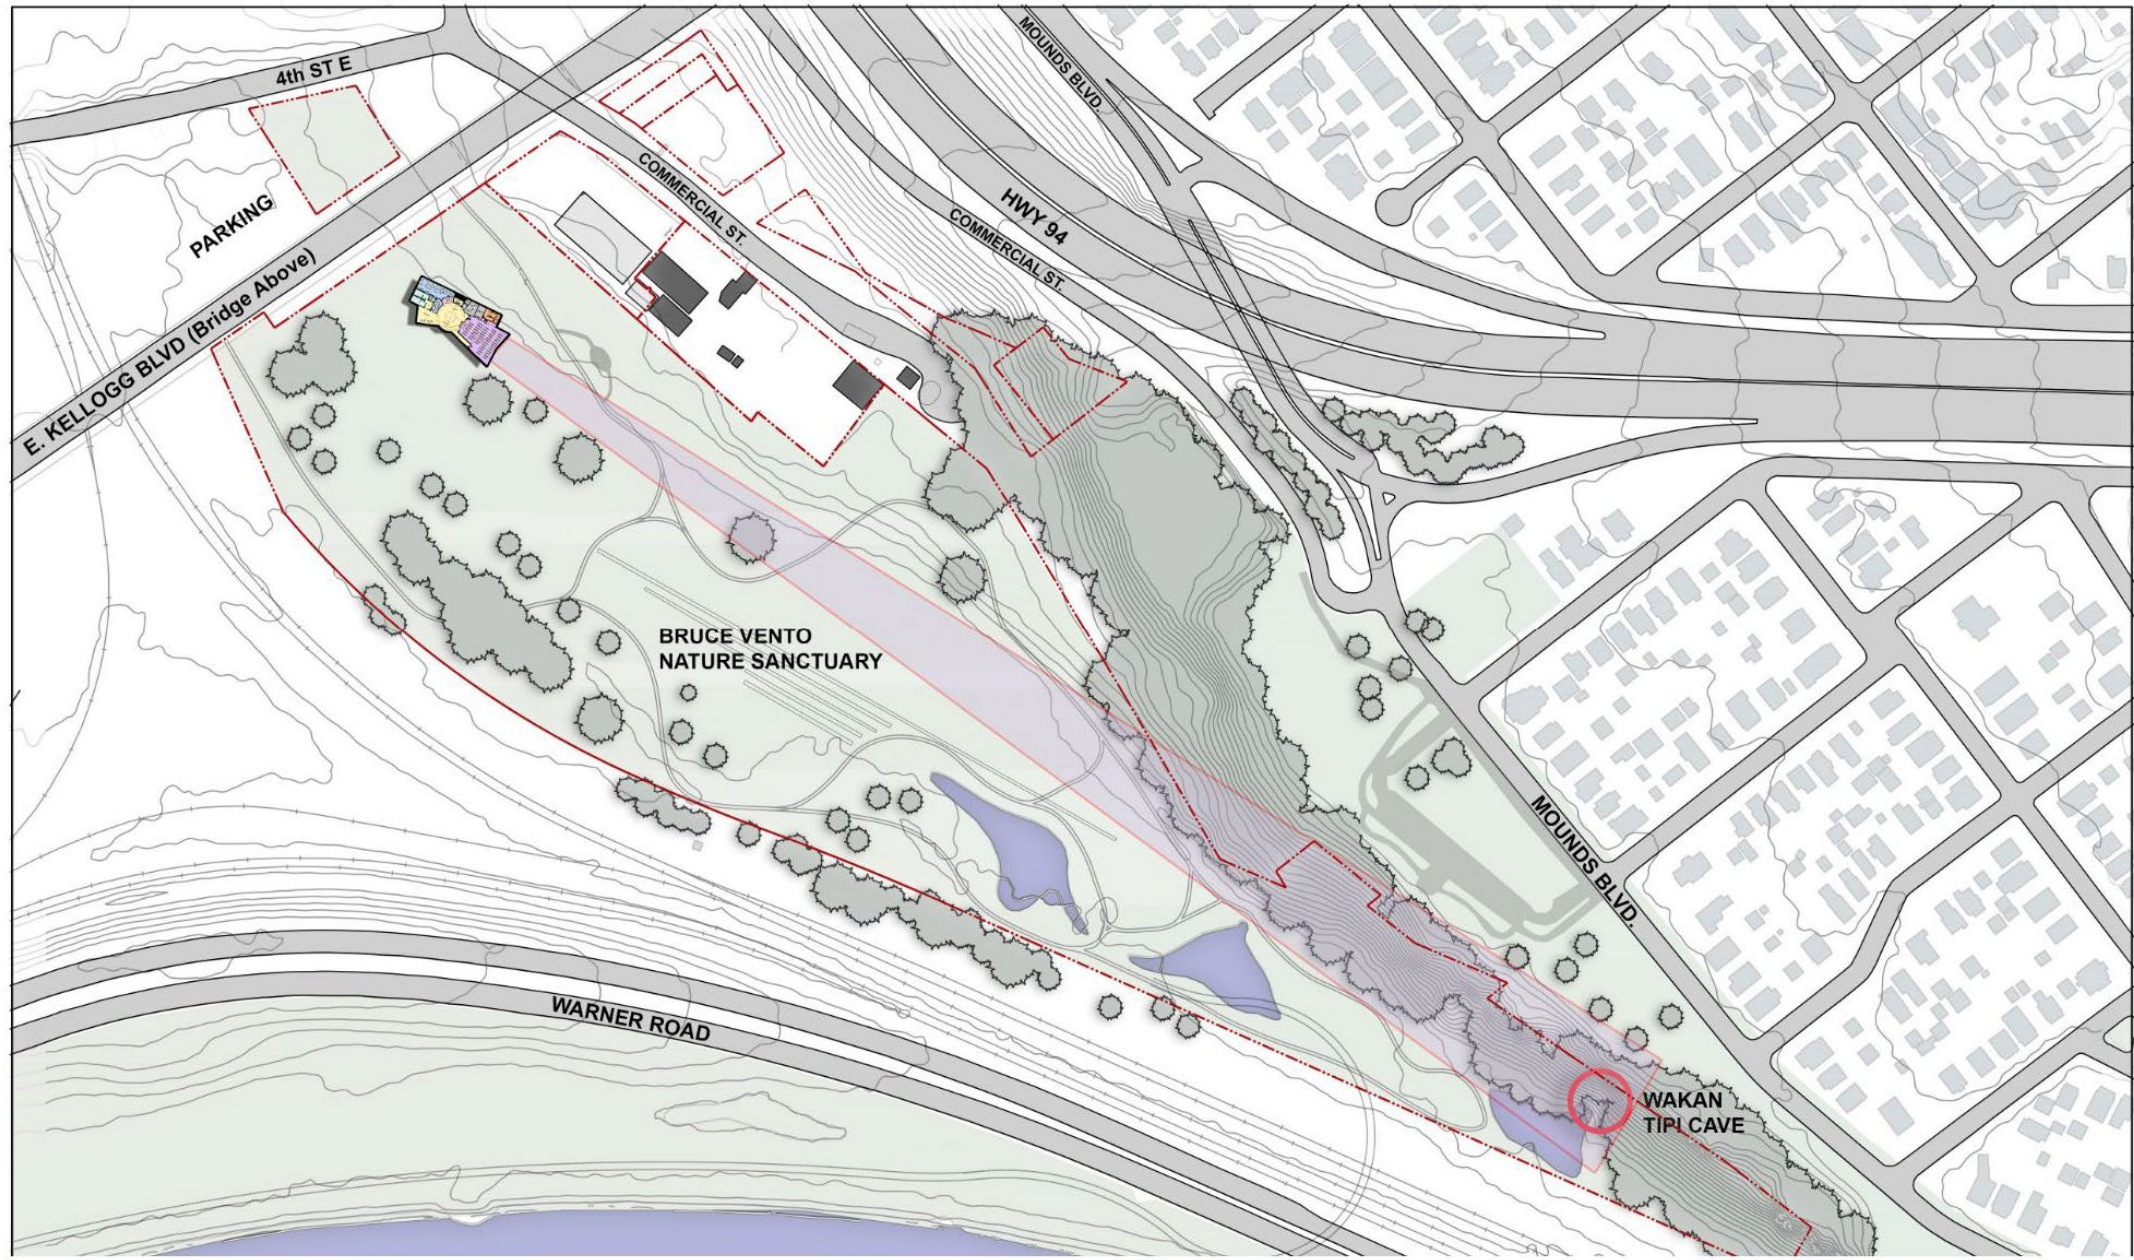 4th ST E
MOUNDS BLVD.
PARKING
COMMERCIAL ST.
HWY 94
COMMERCIAL ST.
E. KELLOGG BLVD (Bridge Above)
BRUCE VENTO
NATURE SANCTUARY
MOUNDS BLVD.
WARNER ROAD
WAKAN
TIPI CAVE